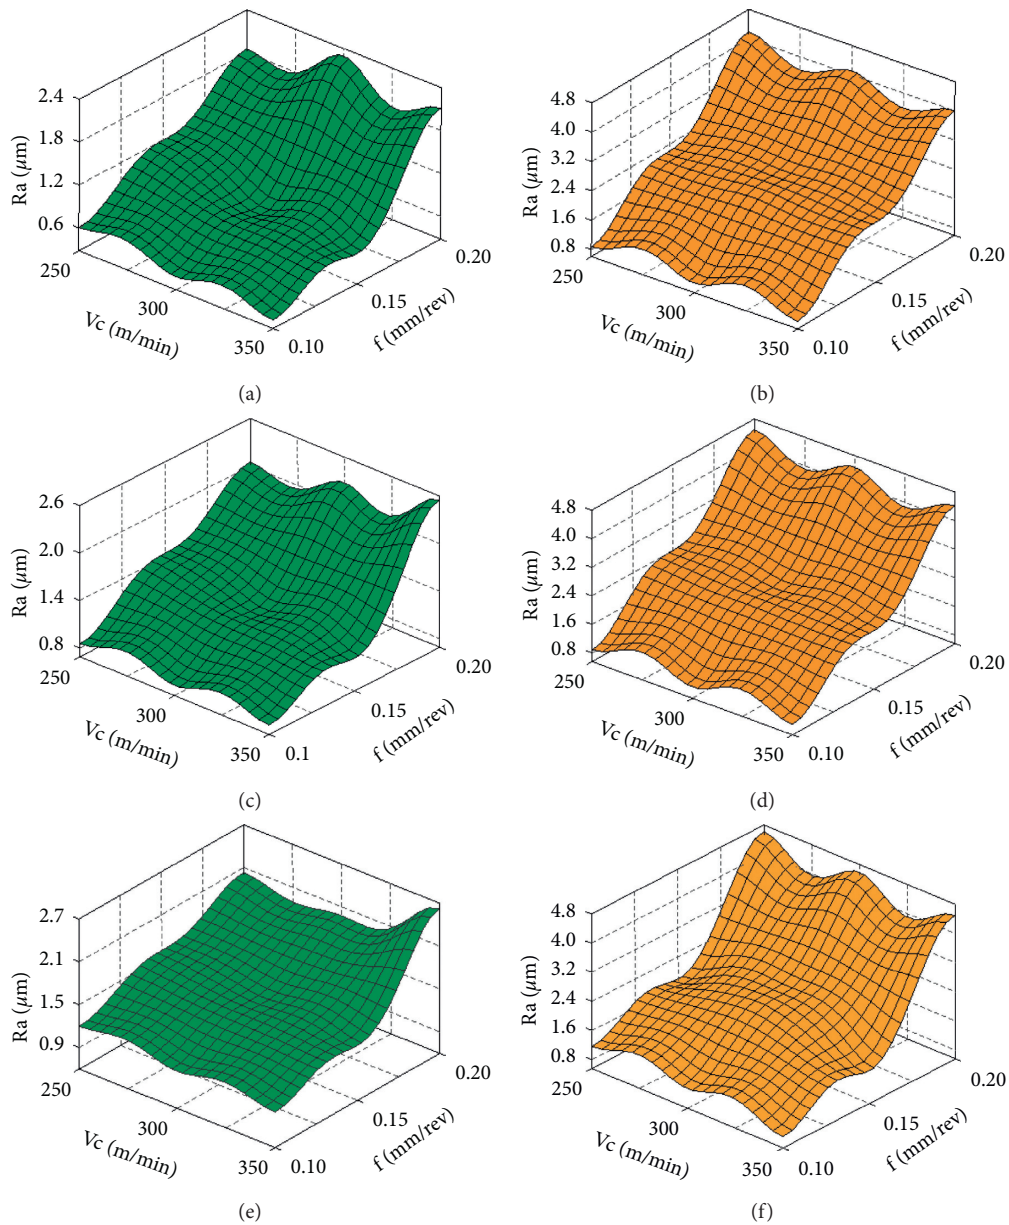 2.4
1.8
1.2
0.6
Ra (μm)
250
300
350
Vc (m/min)
0.10
0.15
0.20
f (mm/rev)
(a)
4.8
4.0
3.2
2.4
1.6
0.8
Ra (μm)
250
300
350
Vc (m/min)
0.10
0.15
0.20
f (mm/rev)
(b)
2.6
2.0
1.4
0.8
Ra (μm)
250
300
350
Vc (m/min)
0.1
0.15
0.20
f (mm/rev)
(c)
4.8
4.0
3.2
2.4
1.6
0.8
Ra (μm)
250
300
350
Vc (m/min)
0.10
0.15
0.20
f (mm/rev)
(d)
2.7
2.1
1.5
0.9
Ra (μm)
250
300
350
Vc (m/min)
0.10
0.15
0.20
f (mm/rev)
(e)
4.8
4.0
3.2
2.4
1.6
0.8
Ra (μm)
250
300
350
Vc (m/min)
0.10
0.15
0.20
f (mm/rev)
(f)